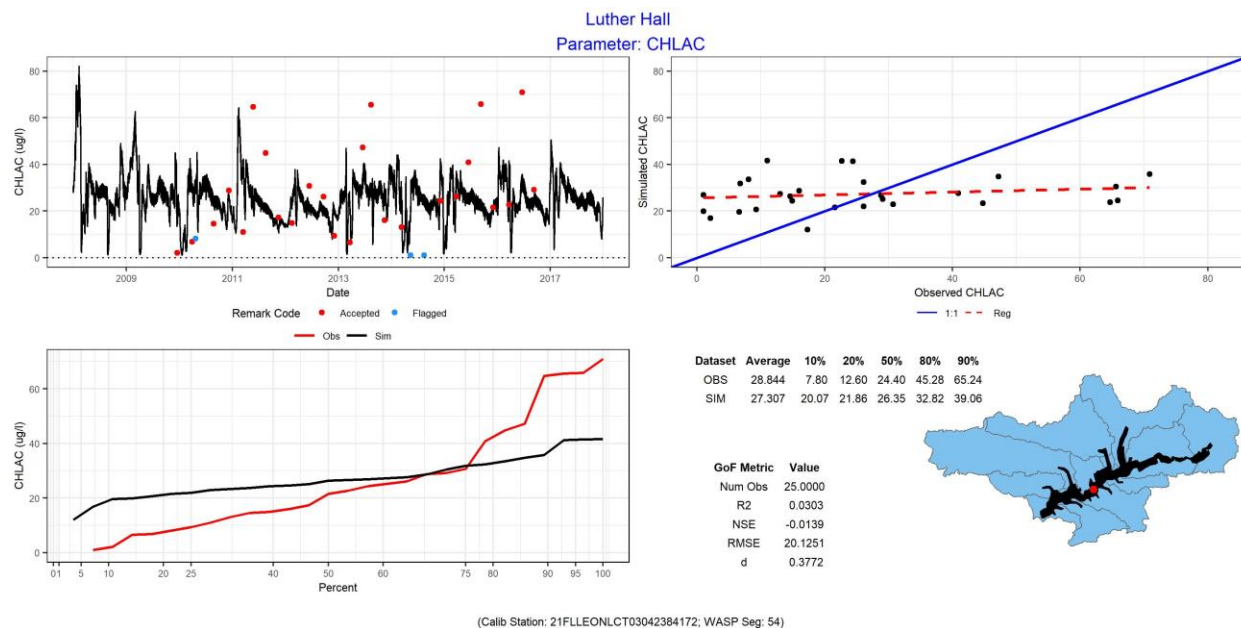 Luther Hall
Parameter: CHLAC
80
60
40
20
0
CHLAC (ug/l)
2009 2011 2013 2015 2017
Date
Remark Code Accepted Flagged
80
60
40
20
0
Simulated CHLAC
0 20 40 60 80
Observed CHLAC
1:1 Reg
Obs Sim
60
40
20
0
CHLAC (ug/l)
0 1 5 10 25 40 50 60 75 80 90 95 100
Percent
Dataset Average 10% 20% 50% 80% 90%
OBS 28.844 7.80 12.60 24.40 45.28 65.24
SIM 27.307 20.07 21.86 26.35 32.82 39.06
GoF Metric Value
Num Obs 25.0000
R2 0.0303
NSE -0.0139
RMSE 20.1251
d 0.3772
(Calib Station: 21FLLEONLCT03042384172; WASP Seg: 54)